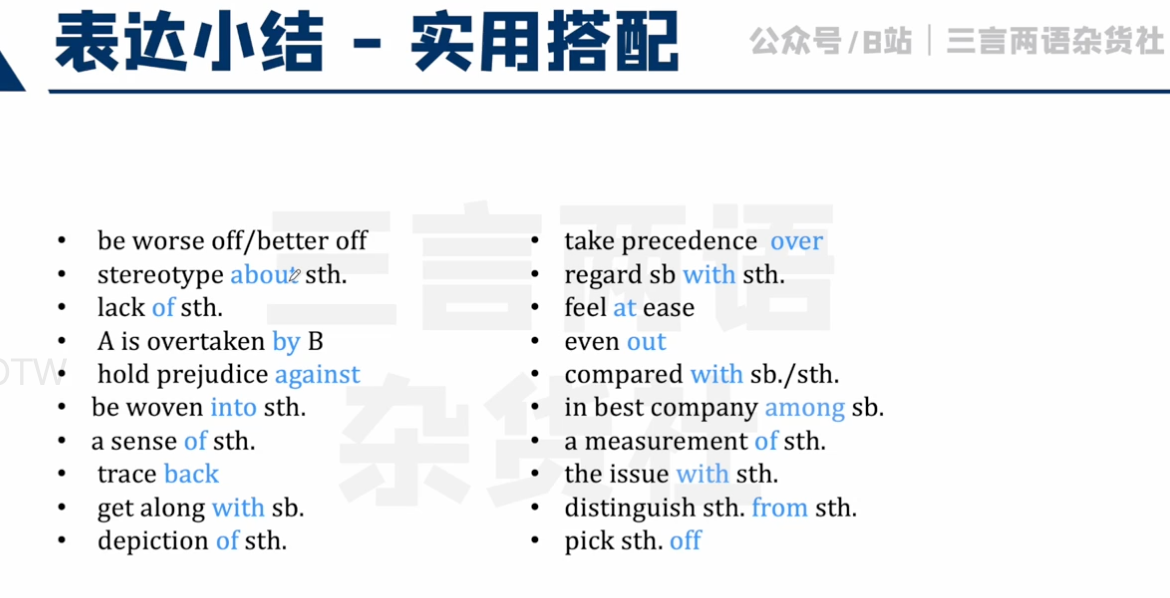 表达小结 - 实用搭配
公众号/B站｜三言两语杂货社
三言两语
杂货社
OTW
• be worse off/better off
• stereotype about sth.
• lack of sth.
• A is overtaken by B
• hold prejudice against
• be woven into sth.
• a sense of sth.
• trace back
• get along with sb.
• depiction of sth.
• take precedence over
• regard sb with sth.
• feel at ease
• even out
• compared with sb./sth.
• in best company among sb.
• a measurement of sth.
• the issue with sth.
• distinguish sth. from sth.
• pick sth. off